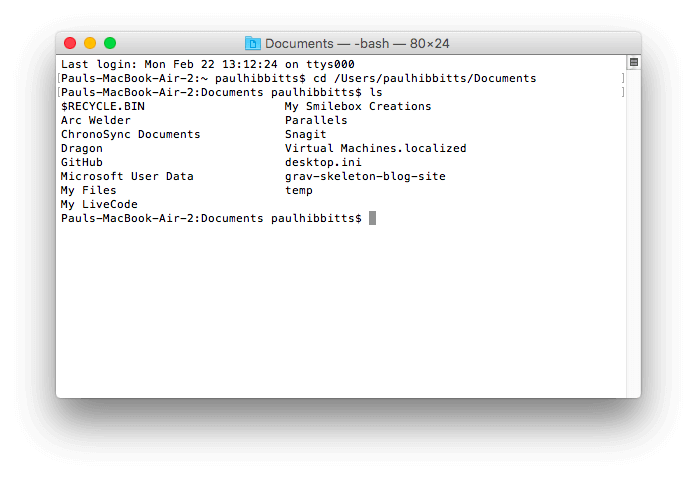 Documents — -bash — 80×24
Last login: Mon Feb 22 13:12:24 on ttys000
[Pauls-MacBook-Air-2:~ paulhibbitts$ cd /Users/paulhibbitts/Documents ]
[Pauls-MacBook-Air-2:Documents paulhibbitts$ ls ]
$RECYCLE.BIN My Smilebox Creations
Arc Welder Parallels
ChronoSync Documents Snagit
Dragon Virtual Machines.localized
GitHub desktop.ini
Microsoft User Data grav-skeleton-blog-site
My Files temp
My LiveCode
Pauls-MacBook-Air-2:Documents paulhibbitts$